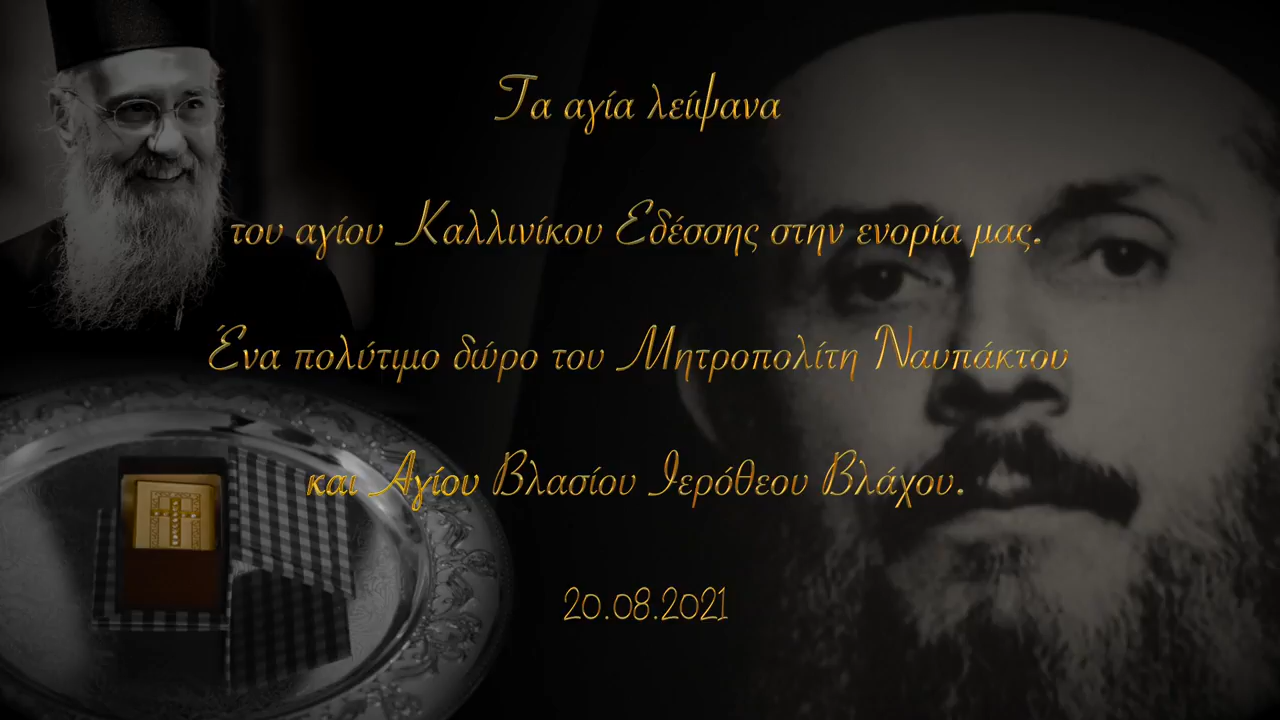 Τα αγία λείψανα
του αγίου Καλλινίκου Εδέσσης στην ενορία μας.
Ένα πολύτιμο δώρο του Μητροπολίτη Ναυπάκτου
και Αγίου Βλασίου Ιερόθεου Βλάχου.
20.08.2021